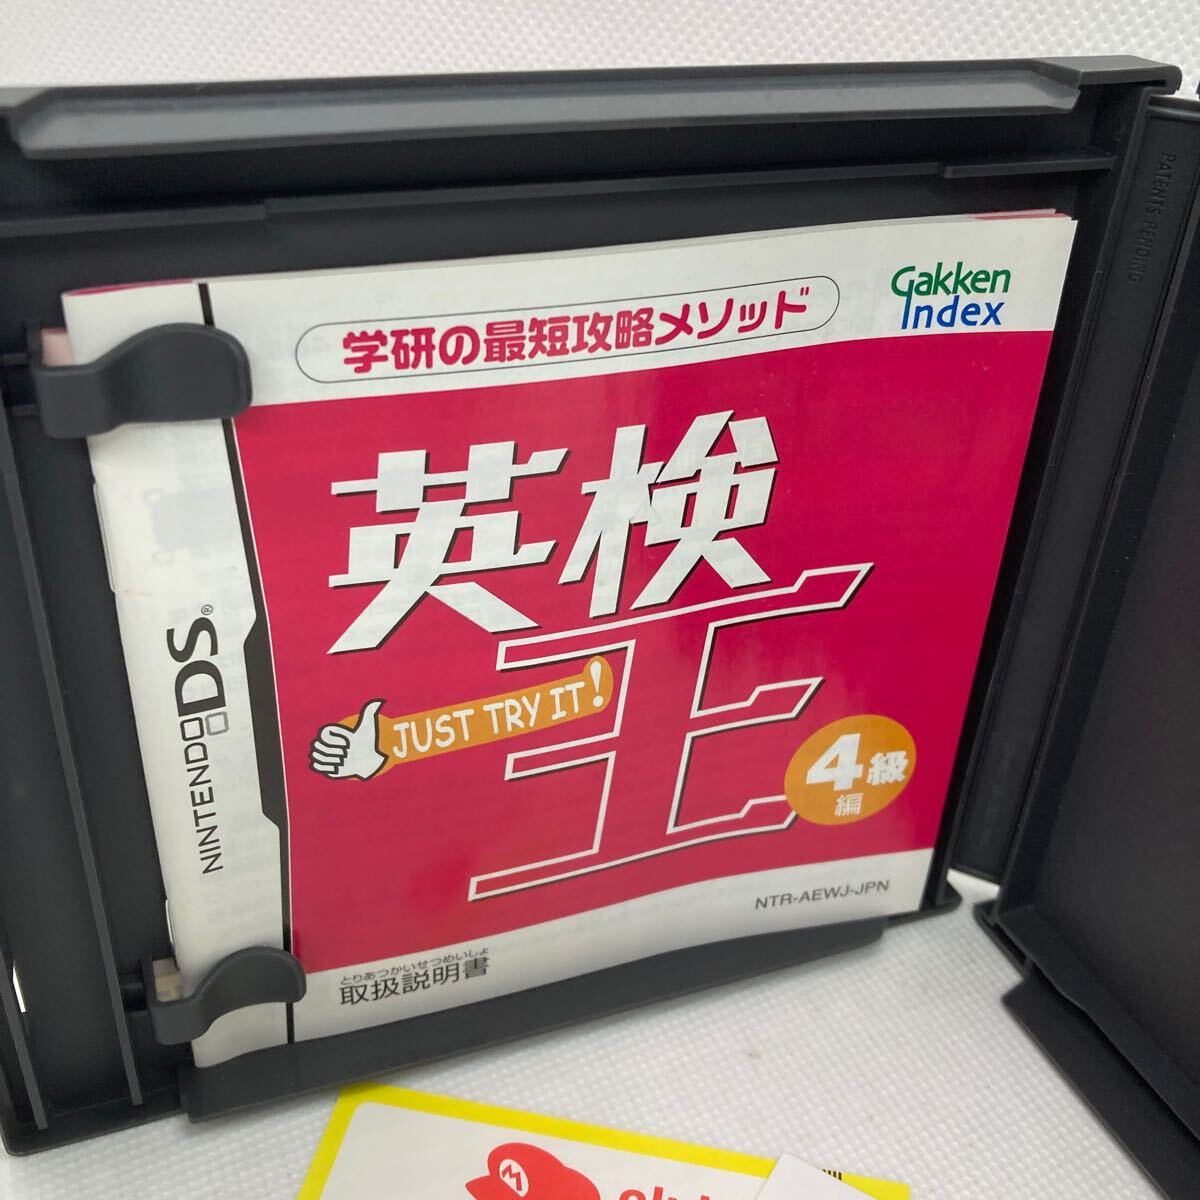 PATENTS PENDING
学研の最短攻略メソッド
Gakken
Index
英検
王
JUST TRY IT!
4級
編
NINTENDO DS®
NTR-AEWJ-JPN
とりあつかいせつめいしょ
取扱説明書
M